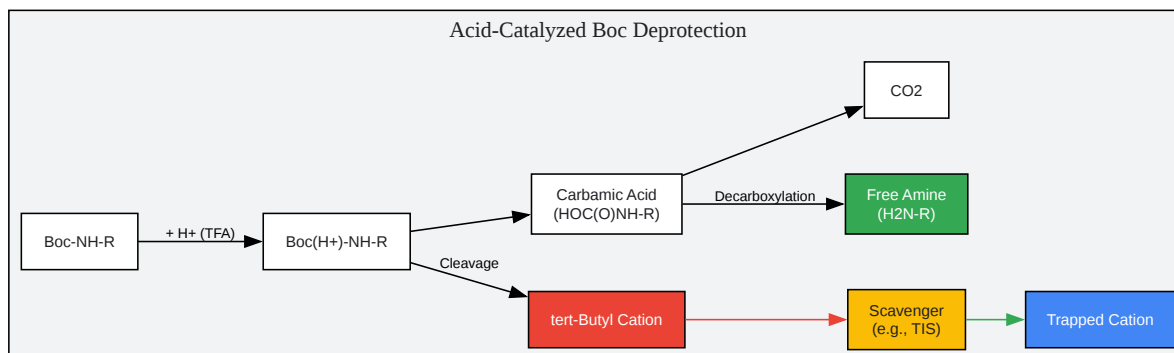 Acid-Catalyzed Boc Deprotection
CO2
Carbamic Acid
(HOC(O)NH-R)
Decarboxylation
Free Amine
(H2N-R)
Boc-NH-R
+ H+ (TFA)
Boc(H+)-NH-R
Cleavage
tert-Butyl Cation
Scavenger
(e.g., TIS)
Trapped Cation